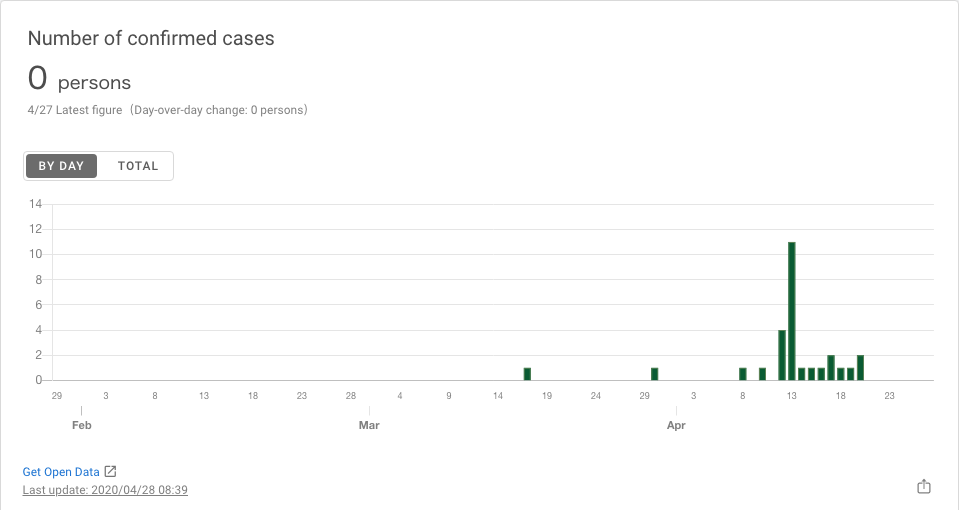 Number of confirmed cases
0 persons
4/27 Latest figure（Day-over-day change: 0 persons）
BY DAY TOTAL
14
12
10
8
6
4
2
0
29 3 8 13 18 23 28 4 9 14 19 24 29 3 8 13 18 23
Feb Mar Apr
Get Open Data
Last update: 2020/04/28 08:39